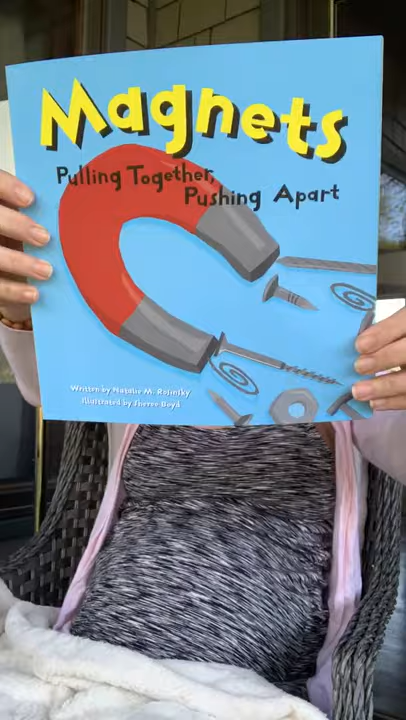 Magnets
Pulling Together,
Pushing Apart
Written by Natalie M. Rosinsky
Illustrated by Sheree Boyd